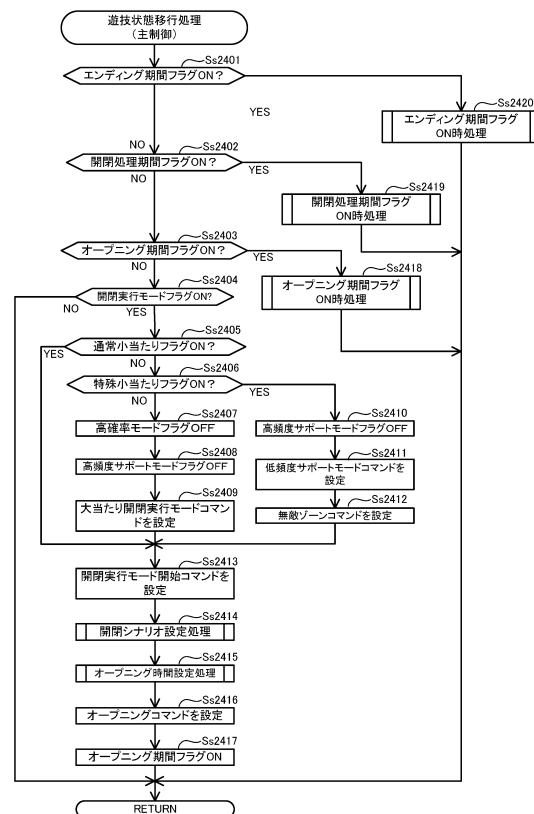 遊技状態移行処理
（主制御）
Ss2401
エンディング期間フラグON？
YES
NO
Ss2420
エンディング期間フラグ
ON時処理
Ss2402
開閉処理期間フラグON？
YES
NO
Ss2419
開閉処理期間フラグ
ON時処理
Ss2403
オープニング期間フラグON？
YES
NO
Ss2418
オープニング期間フラグ
ON時処理
Ss2404
開閉実行モードフラグON?
NO
YES
Ss2405
通常小当たりフラグON？
YES
NO
Ss2406
特殊小当たりフラグON？
YES
NO
Ss2407
高確率モードフラグOFF
Ss2408
高頻度サポートモードフラグOFF
Ss2409
大当たり開閉実行モードコマン
ドを設定
Ss2410
高頻度サポートモードフラグOFF
Ss2411
低頻度サポートモードコマンドを
設定
Ss2412
無敵ゾーンコマンドを設定
Ss2413
開閉実行モード開始コマンドを
設定
Ss2414
開閉シナリオ設定処理
Ss2415
オープニング時間設定処理
Ss2416
オープニングコマンドを設定
Ss2417
オープニング期間フラグON
RETURN